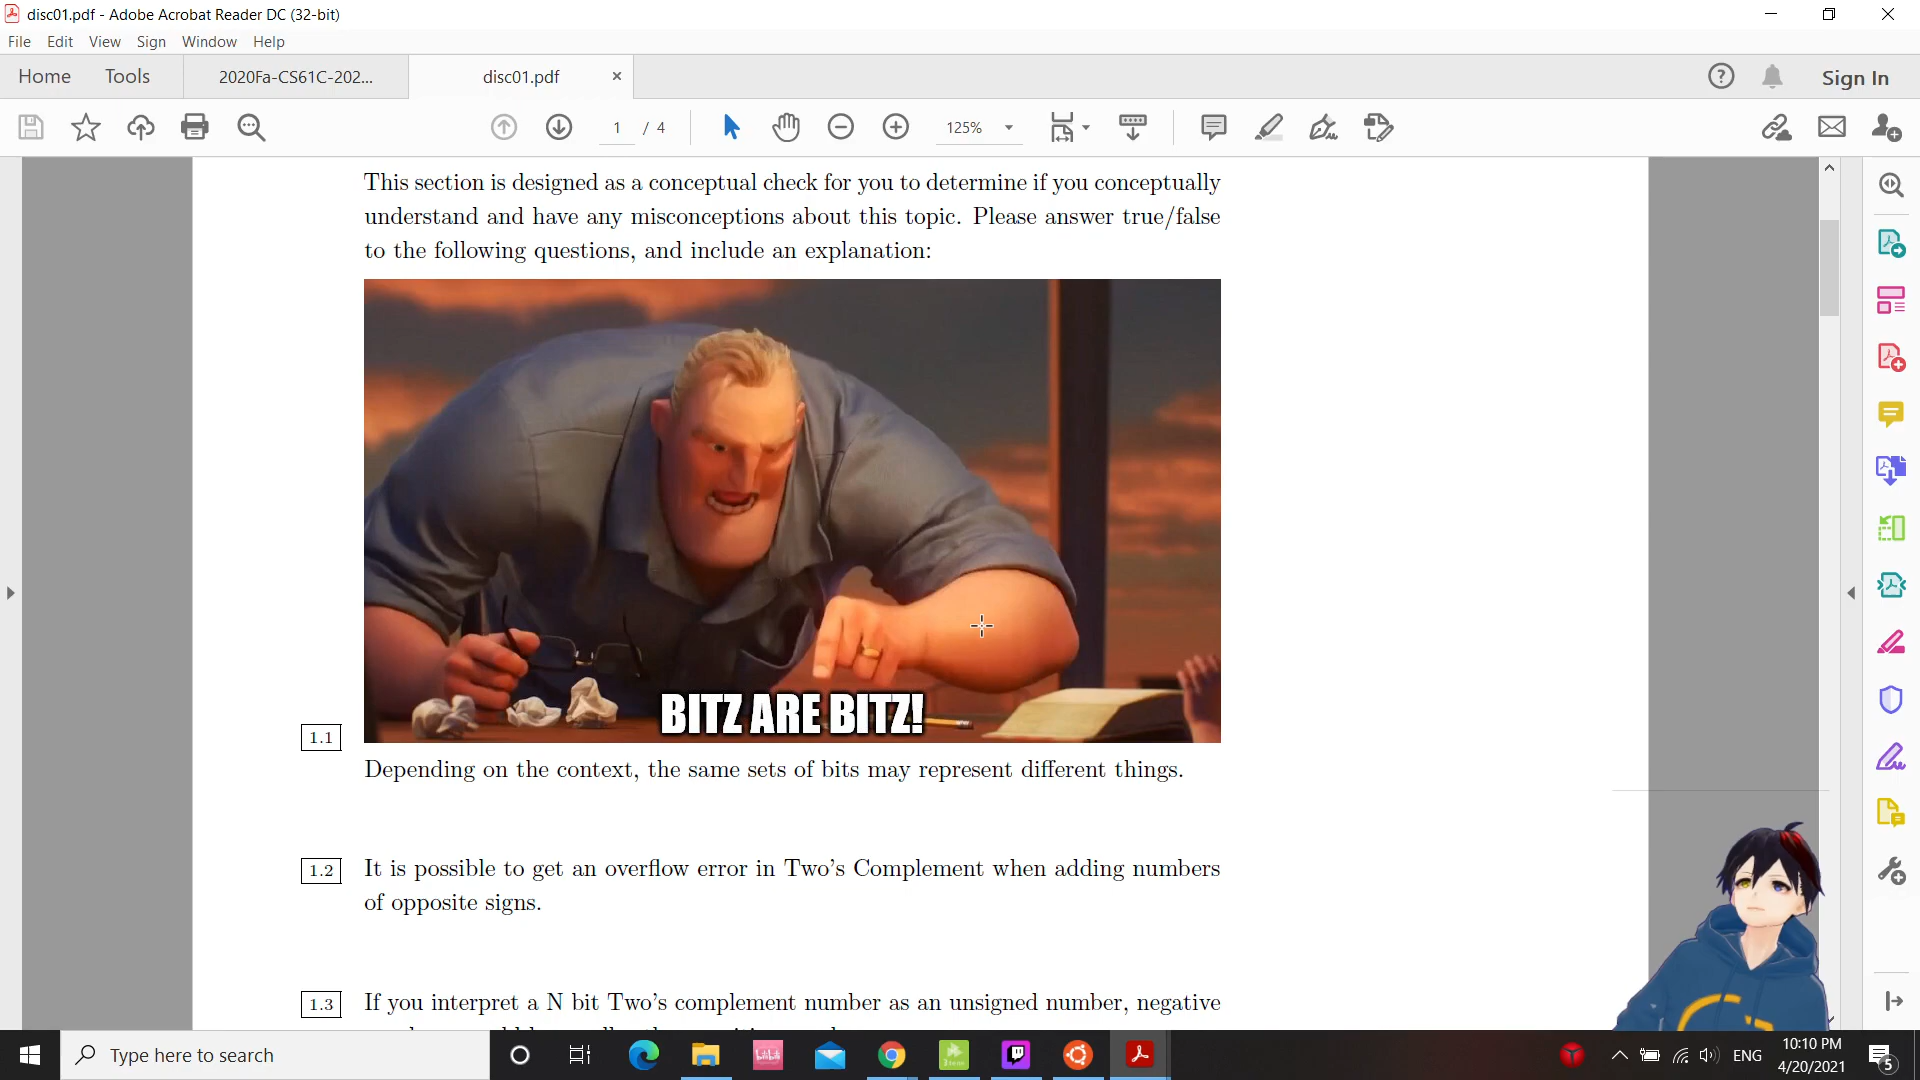 disc01.pdf - Adobe Acrobat Reader DC (32-bit)
File Edit View Sign Window Help
Home Tools 2020Fa-CS61C-202... disc01.pdf × Sign In
1 / 4 125%
This section is designed as a conceptual check for you to determine if you conceptually
understand and have any misconceptions about this topic. Please answer true/false
to the following questions, and include an explanation:
BITZ ARE BITZ!
1.1
Depending on the context, the same sets of bits may represent different things.
1.2 It is possible to get an overflow error in Two's Complement when adding numbers
of opposite signs.
1.3 If you interpret a N bit Two's complement number as an unsigned number, negative
Type here to search
ENG
10:10 PM
4/20/2021
5